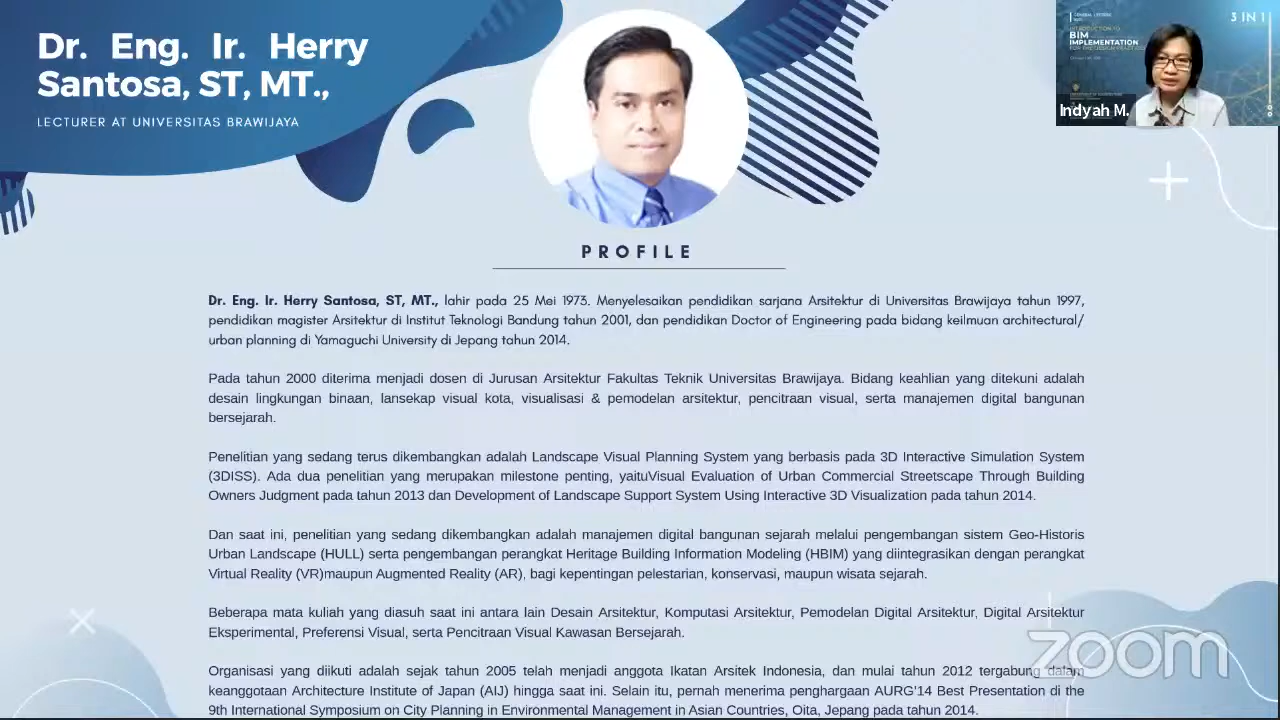 Dr. Eng. Ir. Herry
Santosa, ST, MT.,
LECTURER AT UNIVERSITAS BRAWIJAYA
GENERAL LECTURE
3 IN 1
INTRODUCTION TO
BIM
IMPLEMENTATION
Indyah M.
PROFILE
Dr. Eng. Ir. Herry Santosa, ST, MT., lahir pada 25 Mei 1973. Menyelesaikan pendidikan sarjana Arsitektur di Universitas Brawijaya tahun 1997,
pendidikan magister Arsitektur di Institut Teknologi Bandung tahun 2001, dan pendidikan Doctor of Engineering pada bidang keilmuan architectural/
urban planning di Yamaguchi University di Jepang tahun 2014.
Pada tahun 2000 diterima menjadi dosen di Jurusan Arsitektur Fakultas Teknik Universitas Brawijaya. Bidang keahlian yang ditekuni adalah
desain lingkungan binaan, lansekap visual kota, visualisasi & pemodelan arsitektur, pencitraan visual, serta manajemen digital bangunan
bersejarah.
Penelitian yang sedang terus dikembangkan adalah Landscape Visual Planning System yang berbasis pada 3D Interactive Simulation System
(3DISS). Ada dua penelitian yang merupakan milestone penting, yaituVisual Evaluation of Urban Commercial Streetscape Through Building
Owners Judgment pada tahun 2013 dan Development of Landscape Support System Using Interactive 3D Visualization pada tahun 2014.
Dan saat ini, penelitian yang sedang dikembangkan adalah manajemen digital bangunan sejarah melalui pengembangan sistem Geo-Historis
Urban Landscape (HULL) serta pengembangan perangkat Heritage Building Information Modeling (HBIM) yang diintegrasikan dengan perangkat
Virtual Reality (VR)maupun Augmented Reality (AR), bagi kepentingan pelestarian, konservasi, maupun wisata sejarah.
Beberapa mata kuliah yang diasuh saat ini antara lain Desain Arsitektur, Komputasi Arsitektur, Pemodelan Digital Arsitektur, Digital Arsitektur
Eksperimental, Preferensi Visual, serta Pencitraan Visual Kawasan Bersejarah.
Organisasi yang diikuti adalah sejak tahun 2005 telah menjadi anggota Ikatan Arsitek Indonesia, dan mulai tahun 2012 tergabung dalam
keanggotaan Architecture Institute of Japan (AIJ) hingga saat ini. Selain itu, pernah menerima penghargaan AURG'14 Best Presentation di the
9th International Symposium on City Planning in Environmental Management in Asian Countries, Oita, Jepang pada tahun 2014.
zoom